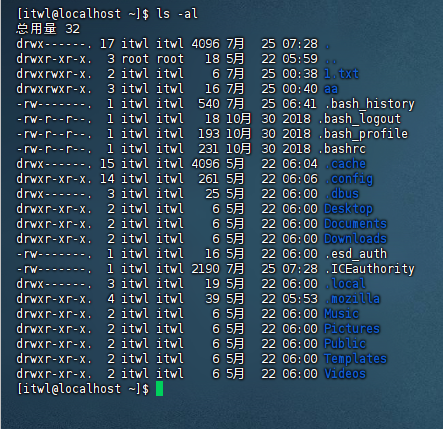 [itwl@localhost ~]$ ls -al
总用量 32
drwx------. 17 itwl itwl 4096 7月  25 07:28 .
drwxr-xr-x.  3 root root   18 5月  22 05:59 ..
drwxrwxr-x.  2 itwl itwl    6 7月  25 00:38 1.txt
drwxrwxr-x.  3 itwl itwl   16 7月  25 00:40 aa
-rw-------.  1 itwl itwl  540 7月  25 06:41 .bash_history
-rw-r--r--.  1 itwl itwl   18 10月 30 2018 .bash_logout
-rw-r--r--.  1 itwl itwl  193 10月 30 2018 .bash_profile
-rw-r--r--.  1 itwl itwl  231 10月 30 2018 .bashrc
drwx------. 15 itwl itwl 4096 5月  22 06:04 .cache
drwxr-xr-x. 14 itwl itwl  261 5月  22 06:06 .config
drwx------.  3 itwl itwl   25 5月  22 06:00 .dbus
drwxr-xr-x.  2 itwl itwl    6 5月  22 06:00 Desktop
drwxr-xr-x.  2 itwl itwl    6 5月  22 06:00 Documents
drwxr-xr-x.  2 itwl itwl    6 5月  22 06:00 Downloads
-rw-------.  1 itwl itwl   16 5月  22 06:00 .esd_auth
-rw-------.  1 itwl itwl 2190 7月  25 07:28 .ICEauthority
drwx------.  3 itwl itwl   19 5月  22 06:00 .local
drwxr-xr-x.  4 itwl itwl   39 5月  22 05:53 .mozilla
drwxr-xr-x.  2 itwl itwl    6 5月  22 06:00 Music
drwxr-xr-x.  2 itwl itwl    6 5月  22 06:00 Pictures
drwxr-xr-x.  2 itwl itwl    6 5月  22 06:00 Public
drwxr-xr-x.  2 itwl itwl    6 5月  22 06:00 Templates
drwxr-xr-x.  2 itwl itwl    6 5月  22 06:00 Videos
[itwl@localhost ~]$